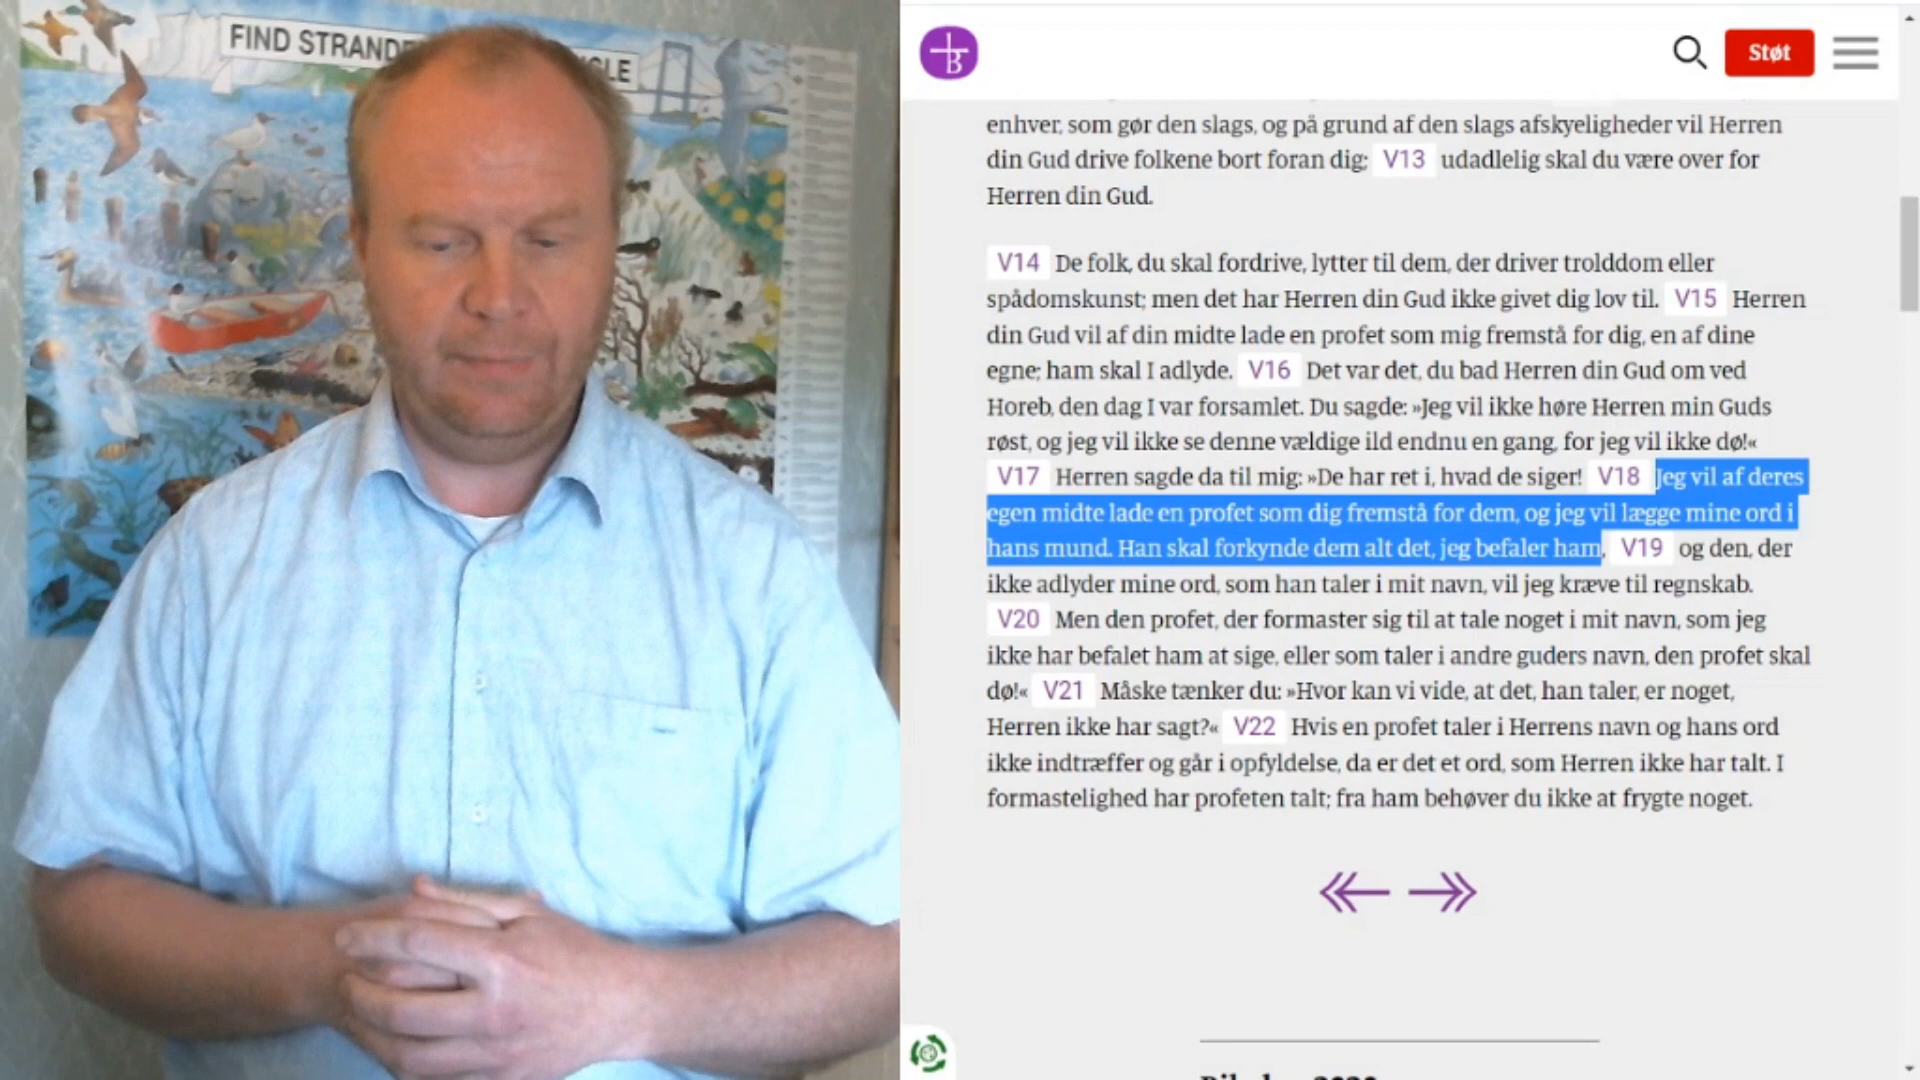 FIND STRANDE
GLE
B
Støt
enhver, som gør den slags, og på grund af den slags afskyeligheder vil Herren
din Gud drive folkene bort foran dig; V13 udadlelig skal du være over for
Herren din Gud.
V14 De folk, du skal fordrive, lytter til dem, der driver trolddom eller
spådomskunst; men det har Herren din Gud ikke givet dig lov til. V15 Herren
din Gud vil af din midte lade en profet som mig fremstå for dig, en af dine
egne; ham skal I adlyde. V16 Det var det, du bad Herren din Gud om ved
Horeb, den dag I var forsamlet. Du sagde: »Jeg vil ikke høre Herren min Guds
røst, og jeg vil ikke se denne vældige ild endnu en gang, for jeg vil ikke dø!«
V17 Herren sagde da til mig: »De har ret i, hvad de siger! V18 Jeg vil af deres
egen midte lade en profet som dig fremstå for dem, og jeg vil lægge mine ord i
hans mund. Han skal forkynde dem alt det, jeg befaler ham, V19 og den, der
ikke adlyder mine ord, som han taler i mit navn, vil jeg kræve til regnskab.
V20 Men den profet, der formaster sig til at tale noget i mit navn, som jeg
ikke har befalet ham at sige, eller som taler i andre guders navn, den profet skal
dø!« V21 Måske tænker du: »Hvor kan vi vide, at det, han taler, er noget,
Herren ikke har sagt?« V22 Hvis en profet taler i Herrens navn og hans ord
ikke indtræffer og går i opfyldelse, da er det et ord, som Herren ikke har talt. I
formastelighed har profeten talt; fra ham behøver du ikke at frygte noget.